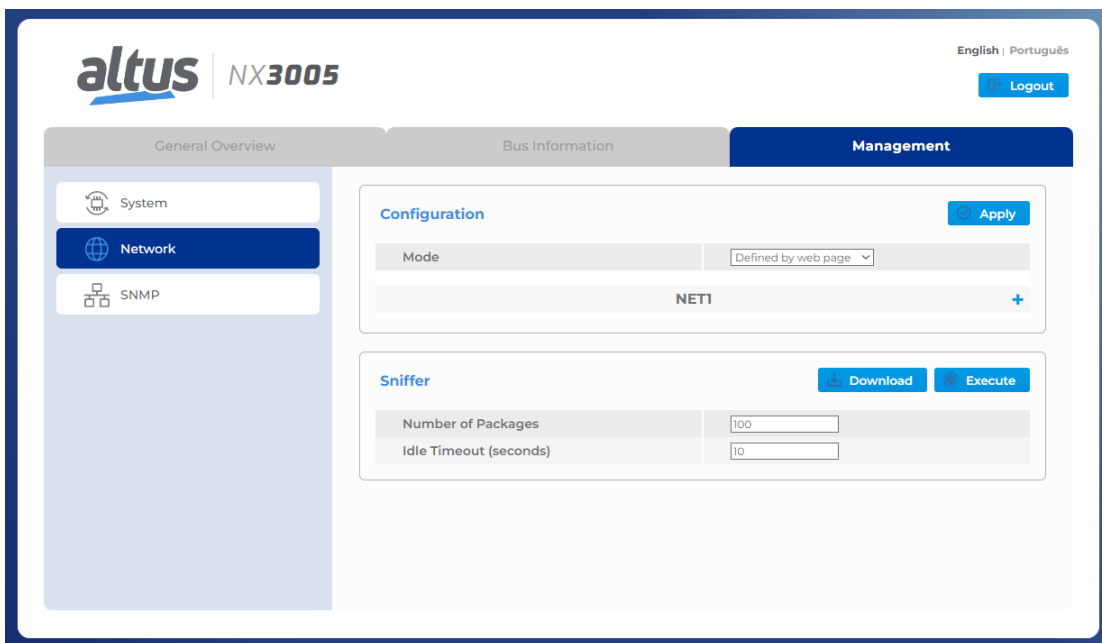 English | Português
altus | NX3005
Logout
General Overview
Bus Information
Management
System
Network
SNMP
Configuration
Apply
Mode
Defined by web page
NET1
+
Sniffer
Download
Execute
Number of Packages
100
Idle Timeout (seconds)
10